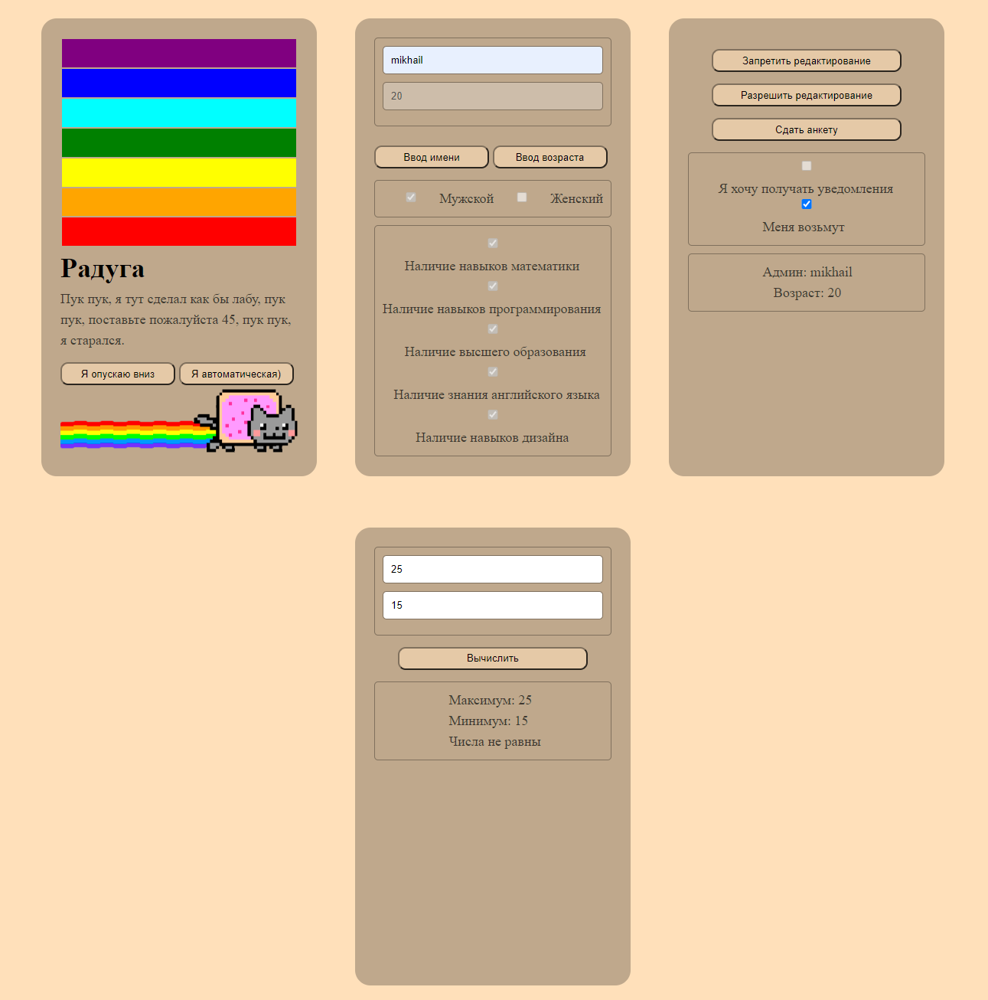 Радуга
Пук пук, я тут сделал как бы лабу, пук
пук, поставьте пожалуйста 45, пук пук,
я старался.
Я опускаю вниз
Я автоматическая)
mikhail
20
Ввод имени
Ввод возраста
Мужской
Женский
Наличие навыков математики
Наличие навыков программирования
Наличие высшего образования
Наличие знания английского языка
Наличие навыков дизайна
Запретить редактирование
Разрешить редактирование
Сдать анкету
Я хочу получать уведомления
Меня возьмут
Админ: mikhail
Возраст: 20
25
15
Вычислить
Максимум: 25
Минимум: 15
Числа не равны